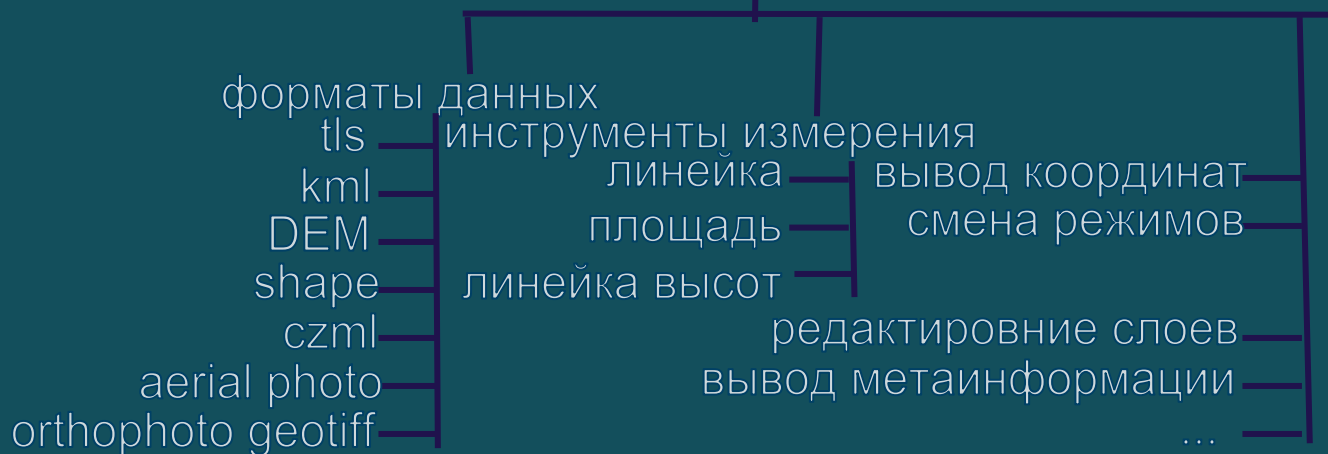 форматы данных
tls
kml
DEM
shape
czml
aerial photo
orthophoto geotiff
инструменты измерения
линейка
площадь
линейка высот
вывод координат
смена режимов
редактировние слоев
вывод метаинформации
...